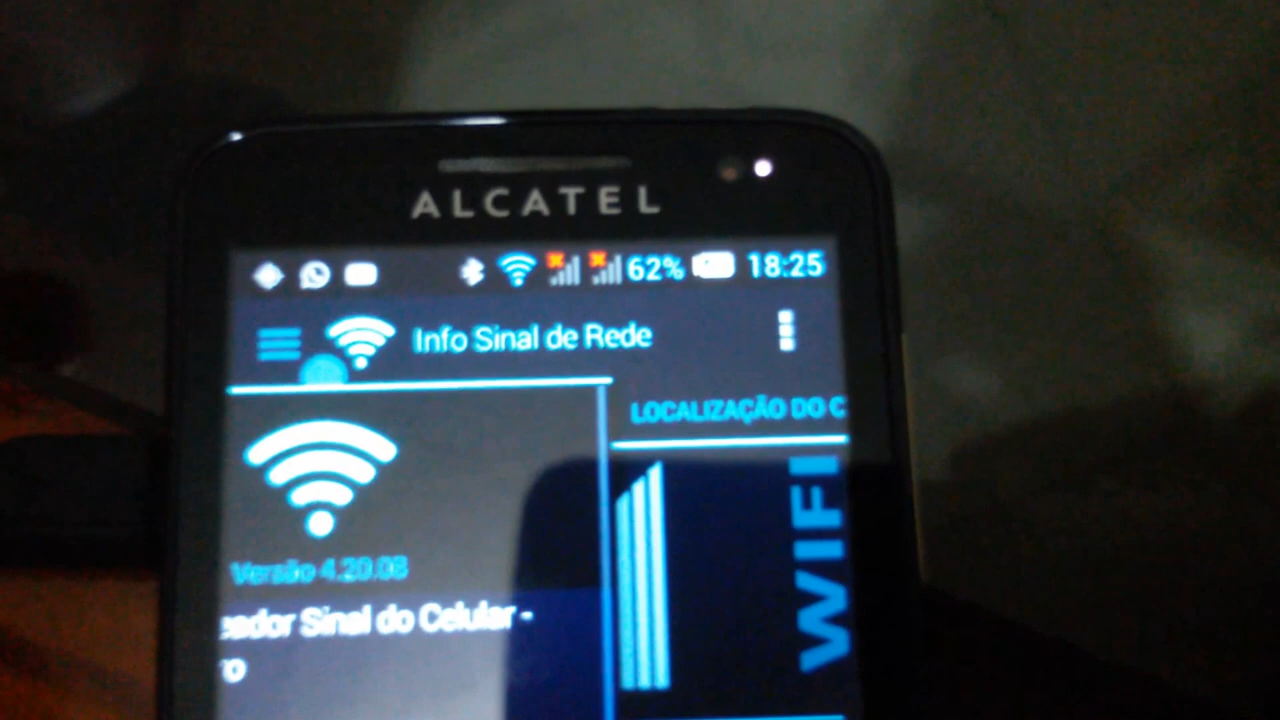 ALCATEL
62% 18:25
Info Sinal de Rede
LOCALIZAÇÃO DO C
WIFI
Versão 4.20.08
eador Sinal do Celular -
ro